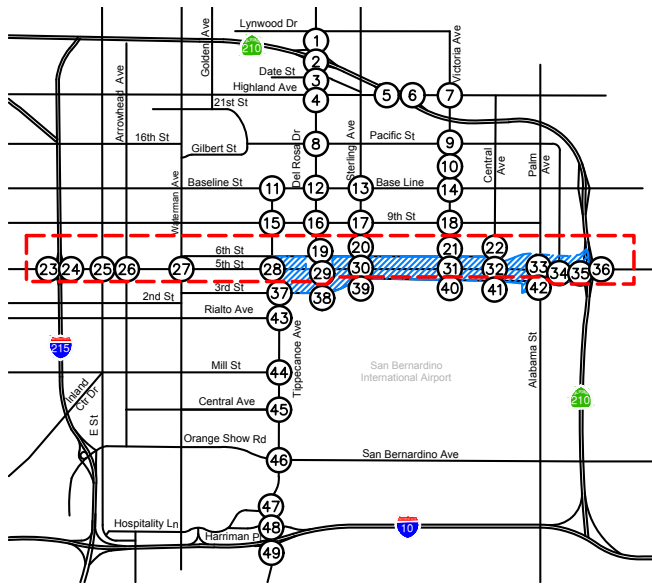 Lynwood Dr
1
210
2
Golden Ave
Victoria Ave
Arrowhead Ave
Date St
3
Highland Ave
4
5
6
7
21st St
16th St
Gilbert St
Del Rosa Dr
8
Sterling Ave
Pacific St
9
Central Ave
Palm Ave
10
Waterman Ave
Baseline St
11
12
13
Base Line
14
15
16
17
9th St
18
6th St
19
20
21
22
23
24
25
26
27
5th St
28
29
30
31
32
33
34
35
36
3rd St
37
38
39
40
41
42
2nd St
Rialto Ave
43
Tippecanoe Ave
Alabama St
215
Mill St
44
San Bernardino
International Airport
Inland
Ctr Dr
E St
Central Ave
45
210
Orange Show Rd
46
San Bernardino Ave
47
Hospitality Ln
48
10
Harriman P
49